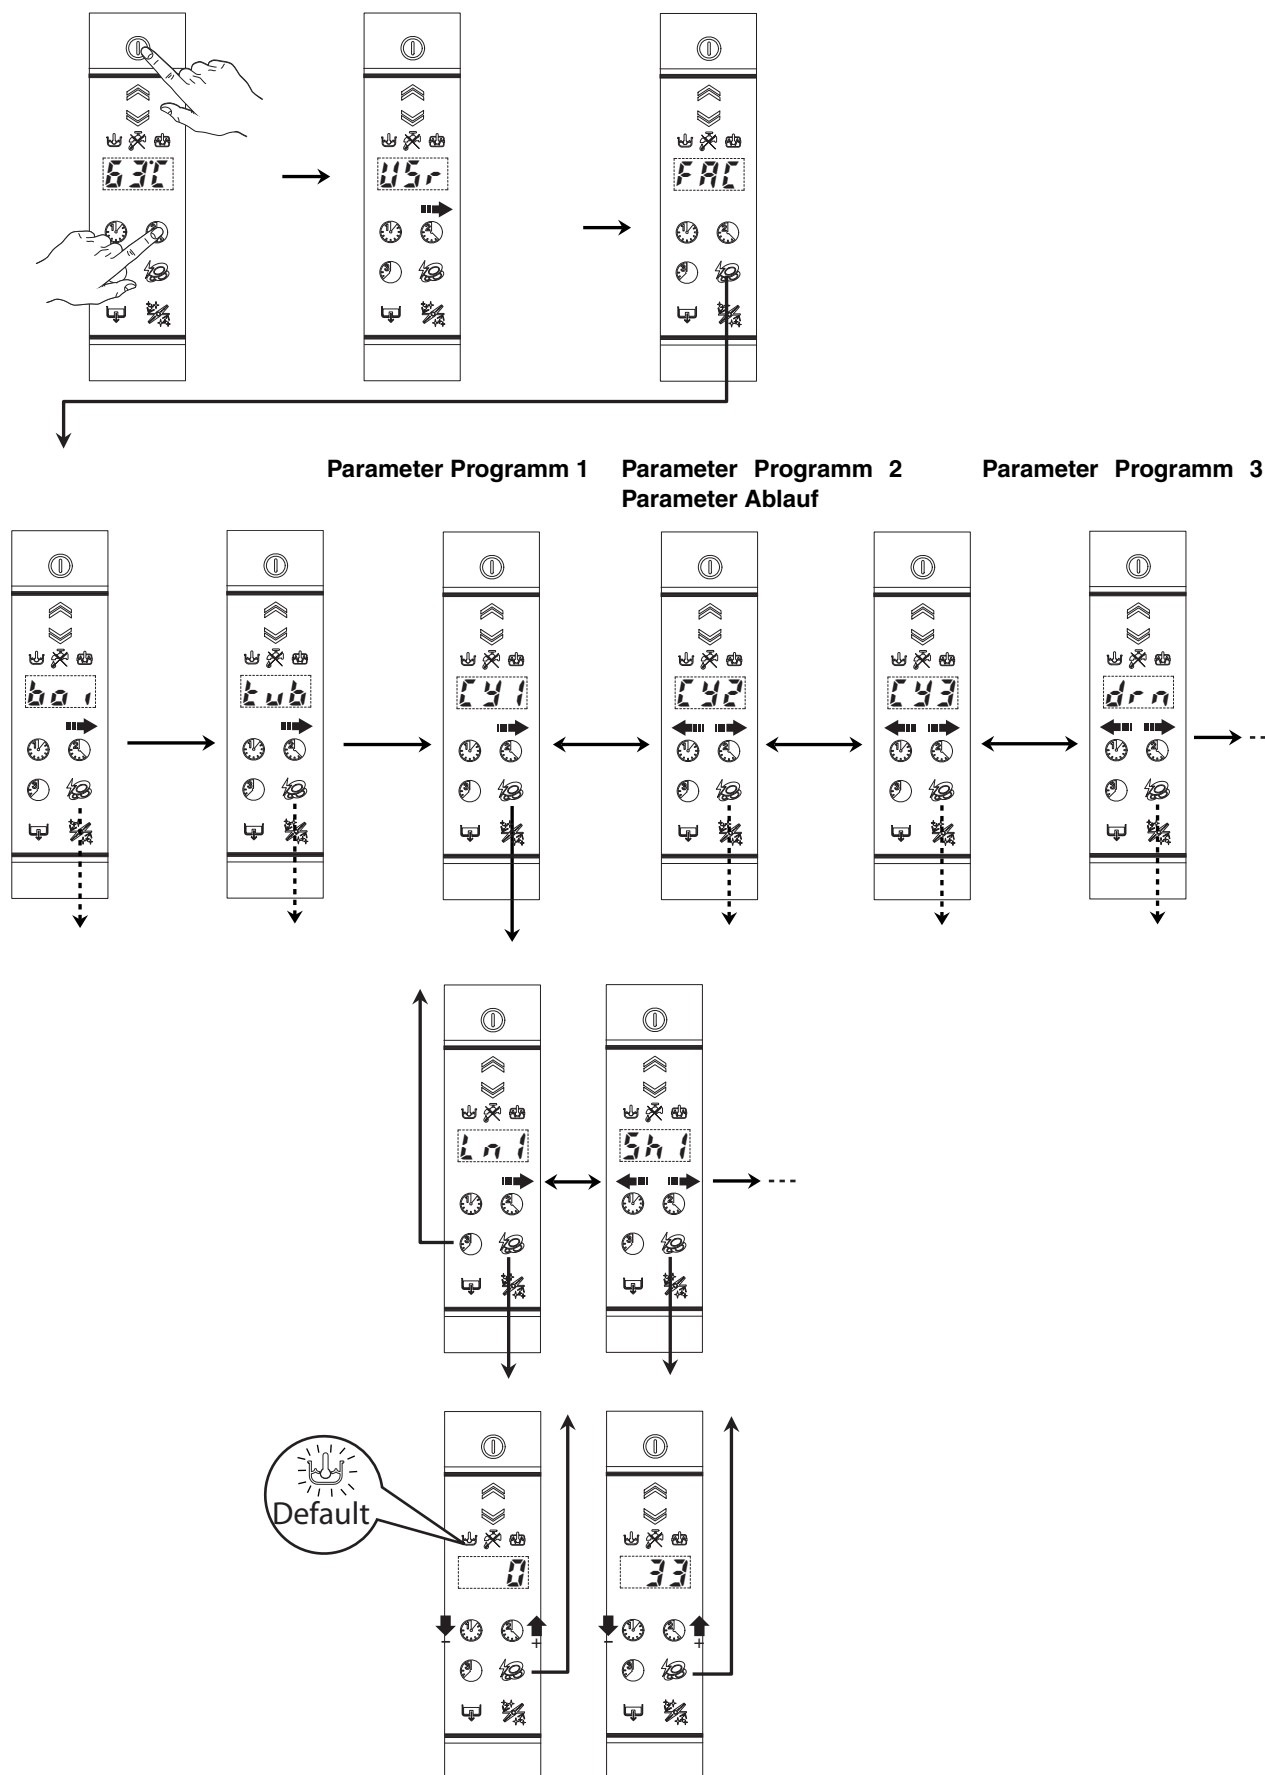 63°C
USr
FAC
Parameter Programm 1
Parameter Programm 2
Parameter Ablauf
Parameter Programm 3
boi
tub
CY1
CY2
CY3
drn
Ln1
Sh1
Default
0
33
- +
- +